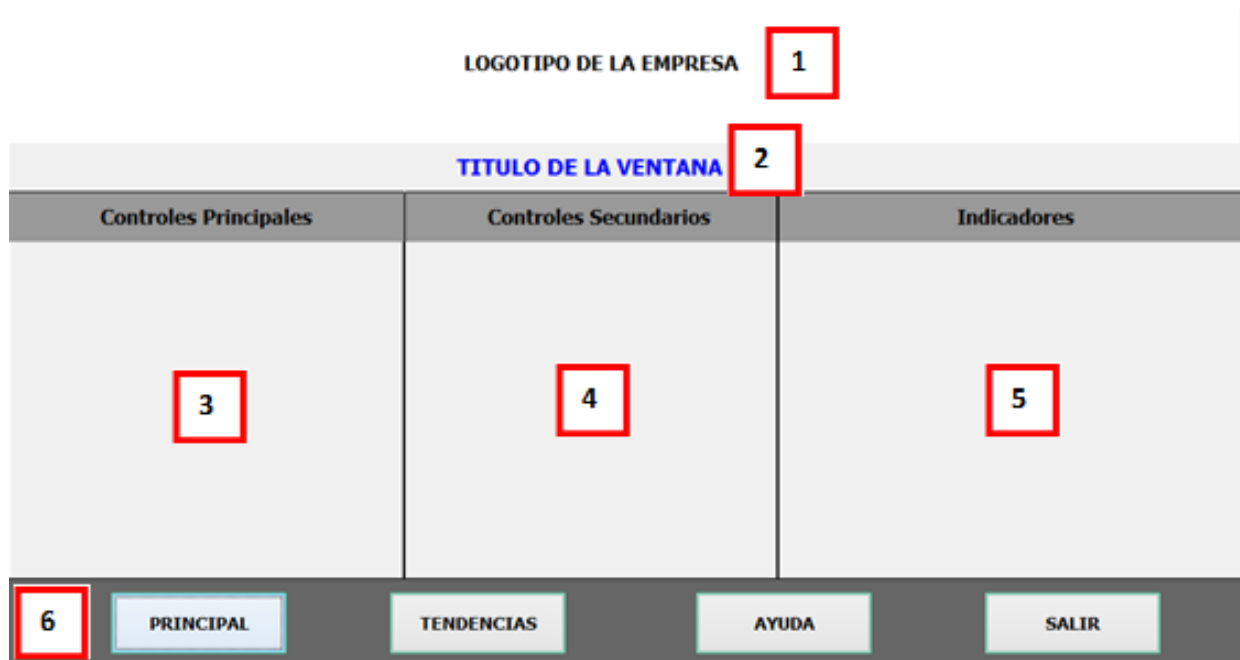 LOGOTIPO DE LA EMPRESA 1
TITULO DE LA VENTANA 2
Controles Principales Controles Secundarios Indicadores
3 4 5
6 PRINCIPAL TENDENCIAS AYUDA SALIR